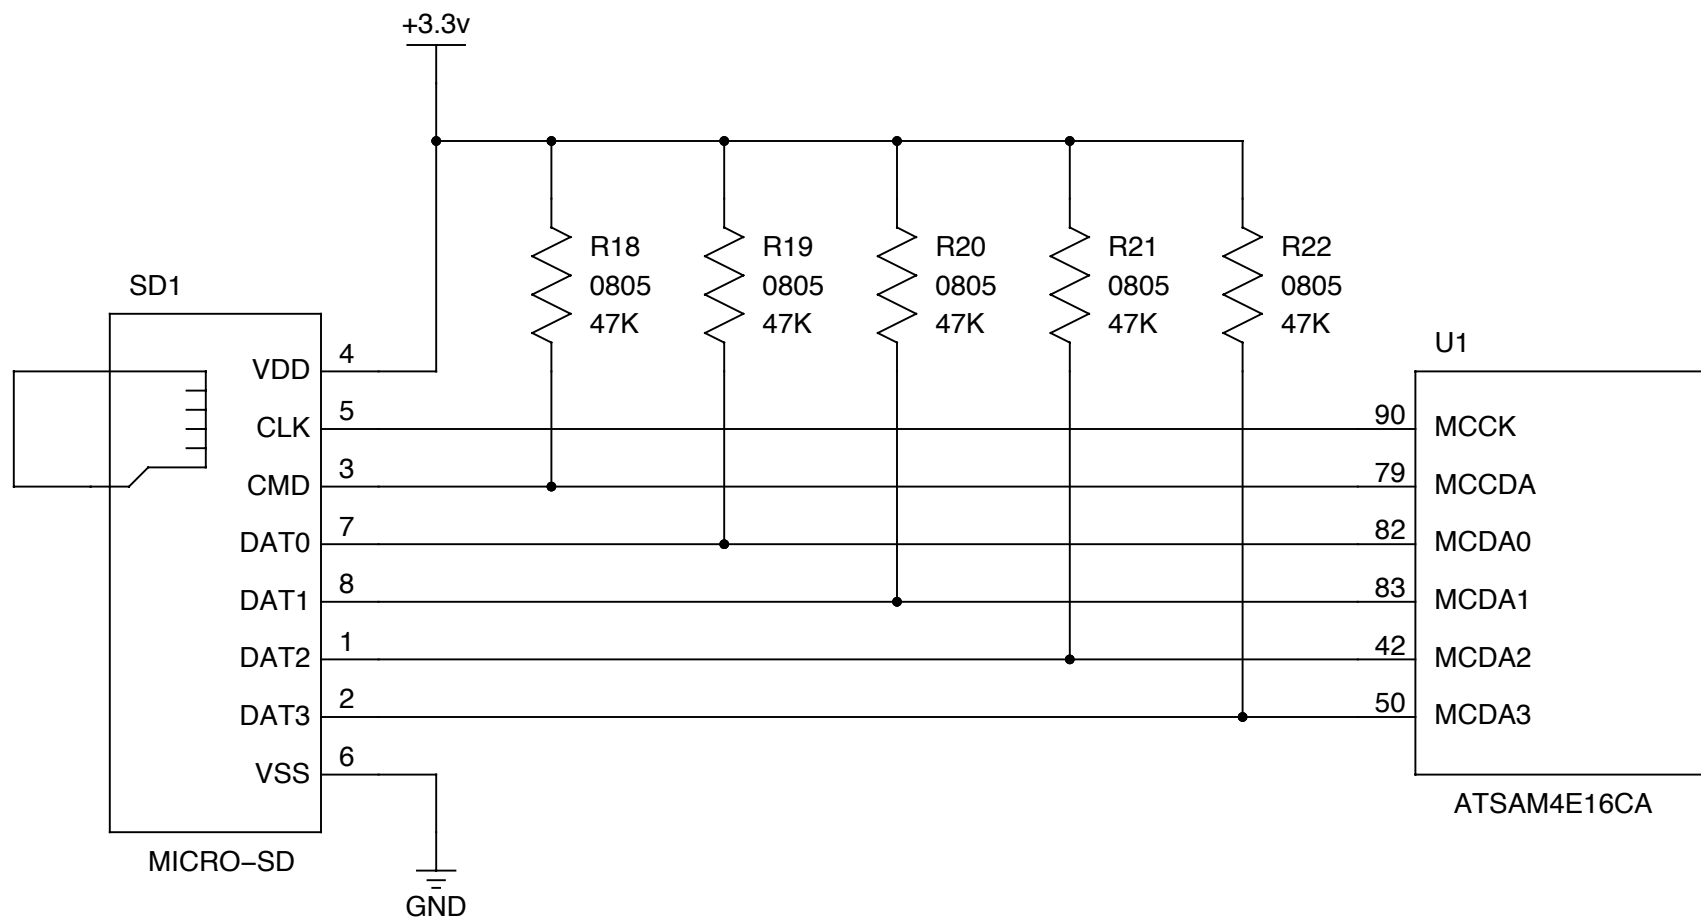 +3.3v
R18
0805
47K
R19
0805
47K
R20
0805
47K
R21
0805
47K
R22
0805
47K
SD1
VDD 4
CLK 5
CMD 3
DAT0 7
DAT1 8
DAT2 1
DAT3 2
VSS 6
MICRO–SD
GND
U1
90 MCCK
79 MCCDA
82 MCDA0
83 MCDA1
42 MCDA2
50 MCDA3
ATSAM4E16CA